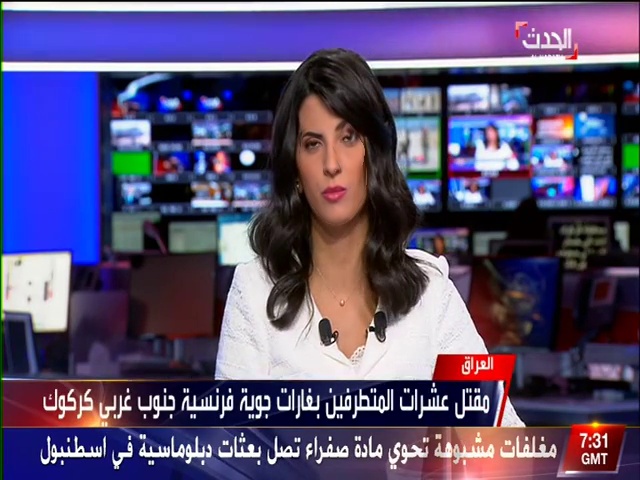 الحدث
العراق
مقتل عشرات المتطرفين بغارات جوية فرنسية جنوب غربي كركوك
مغلفات مشبوهة تحوي مادة صفراء تصل بعثات دبلوماسية في اسطنبول
7:31
GMT